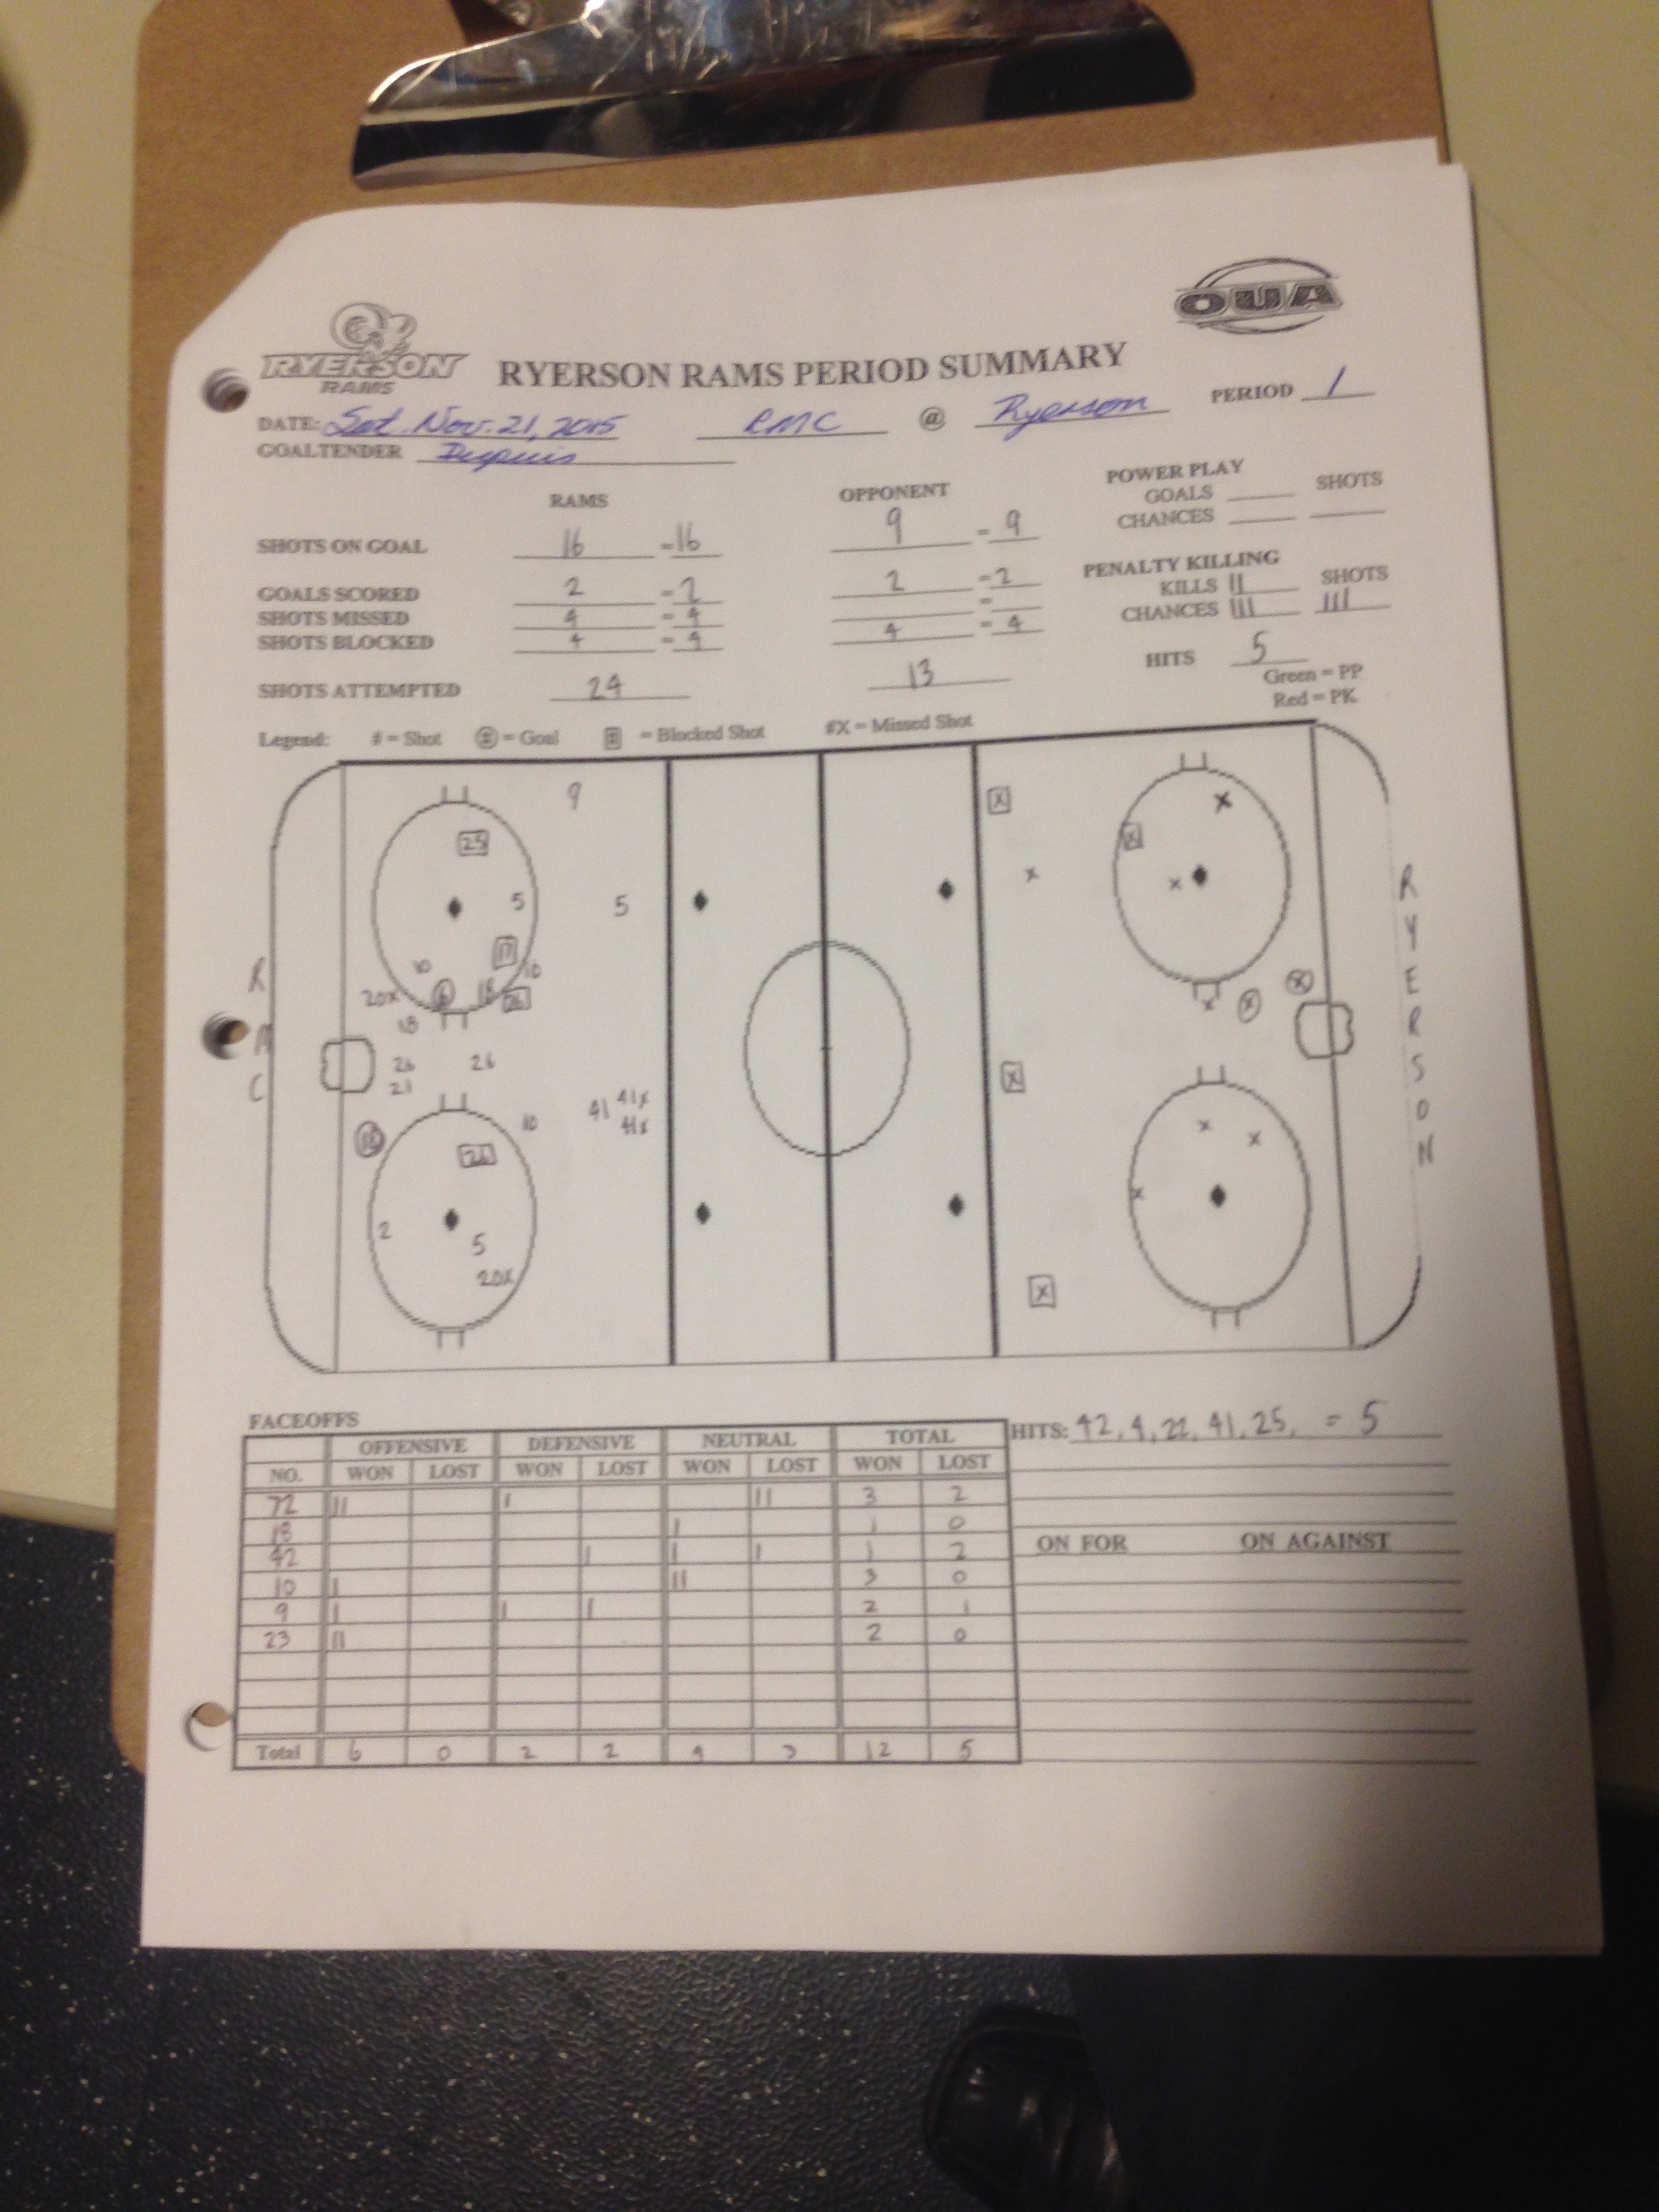 OUA
RYERSON
RAMS
RYERSON RAMS PERIOD SUMMARY
PERIOD 1
DATE: Sat. Nov. 21, 2015 RMC @ Ryerson
GOALTENDER Dupuis
RAMS OPPONENT
POWER PLAY
GOALS SHOTS
CHANCES
SHOTS ON GOAL 16 -16 9 - 9
GOALS SCORED 2 -2 2 -2
SHOTS MISSED 4 -4 -
SHOTS BLOCKED 4 -4 4 -4
PENALTY KILLING
KILLS II SHOTS
CHANCES III III
SHOTS ATTEMPTED 24 13
HITS 5
Green = PP
Red = PK
Legend: # = Shot # = Goal # = Blocked Shot #X = Missed Shot
9
X X
25 X
X X
5 5
17
10 10
X
20X 6 18 26 X X
18
26 26
21
X
41 41X
41X
18 10
X X
26
X
2 5
20X
X
RMC
RYERSON
FACEOFFS
HITS: 42, 4, 22, 41, 25, = 5
OFFENSIVE DEFENSIVE NEUTRAL TOTAL
NO. WON LOST WON LOST WON LOST WON LOST
72 II I II 3 2
18 I 1 0
42 I I I 1 2
10 I II 3 0
9 I I I 2 1
23 II 2 0
Total 6 0 2 2 4 3 12 5
ON FOR ON AGAINST